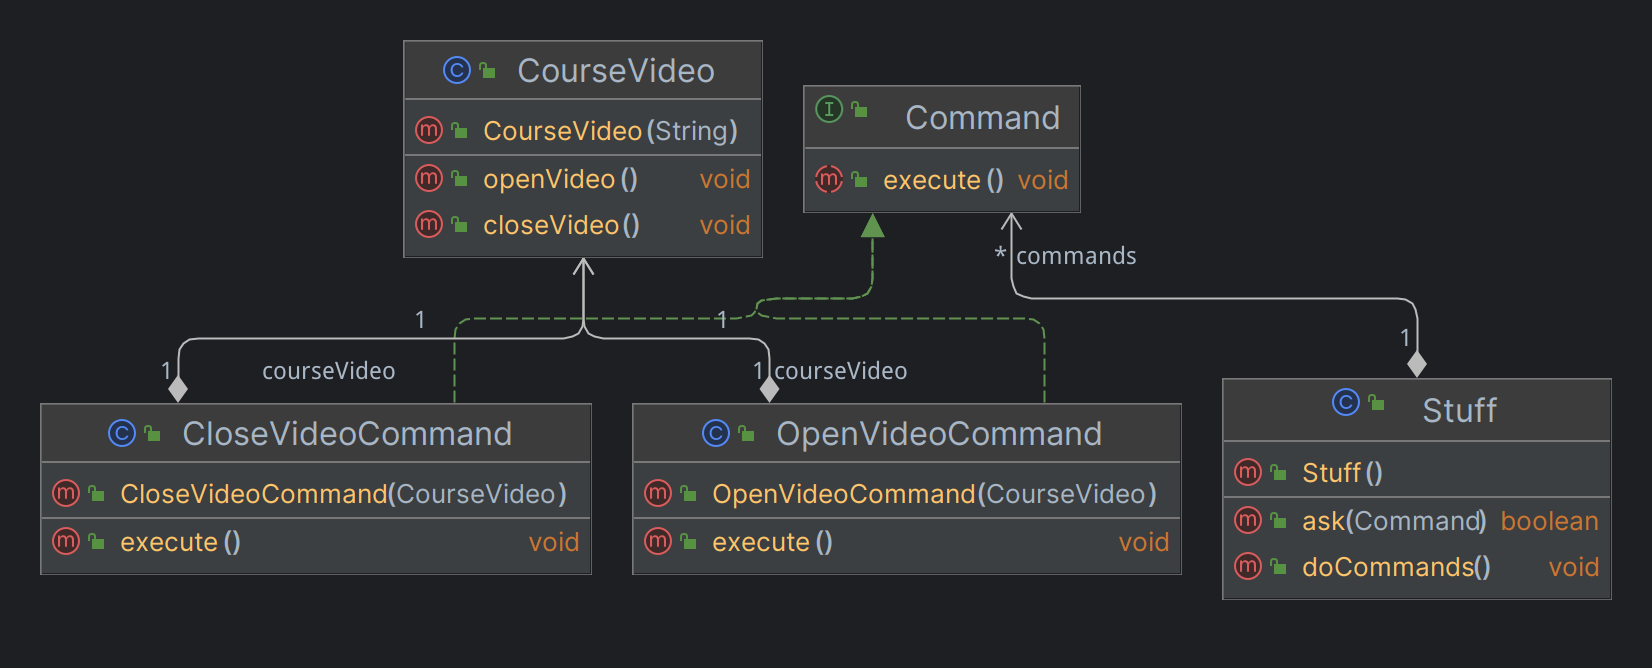 CourseVideo
CourseVideo(String)
openVideo() void
closeVideo() void
Command
execute() void
* commands
1
1
1
1 courseVideo
1 courseVideo
CloseVideoCommand
CloseVideoCommand(CourseVideo)
execute() void
OpenVideoCommand
OpenVideoCommand(CourseVideo)
execute() void
Stuff
Stuff()
ask(Command) boolean
doCommands() void